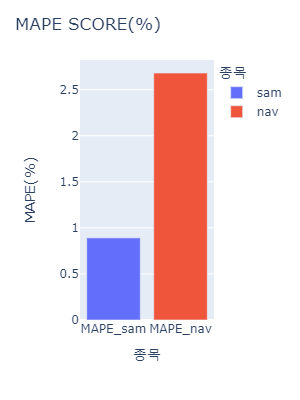 MAPE SCORE(%)
종목
sam
nav
2.5
2
1.5
1
0.5
0
MAPE(%)
MAPE_sam MAPE_nav
종목